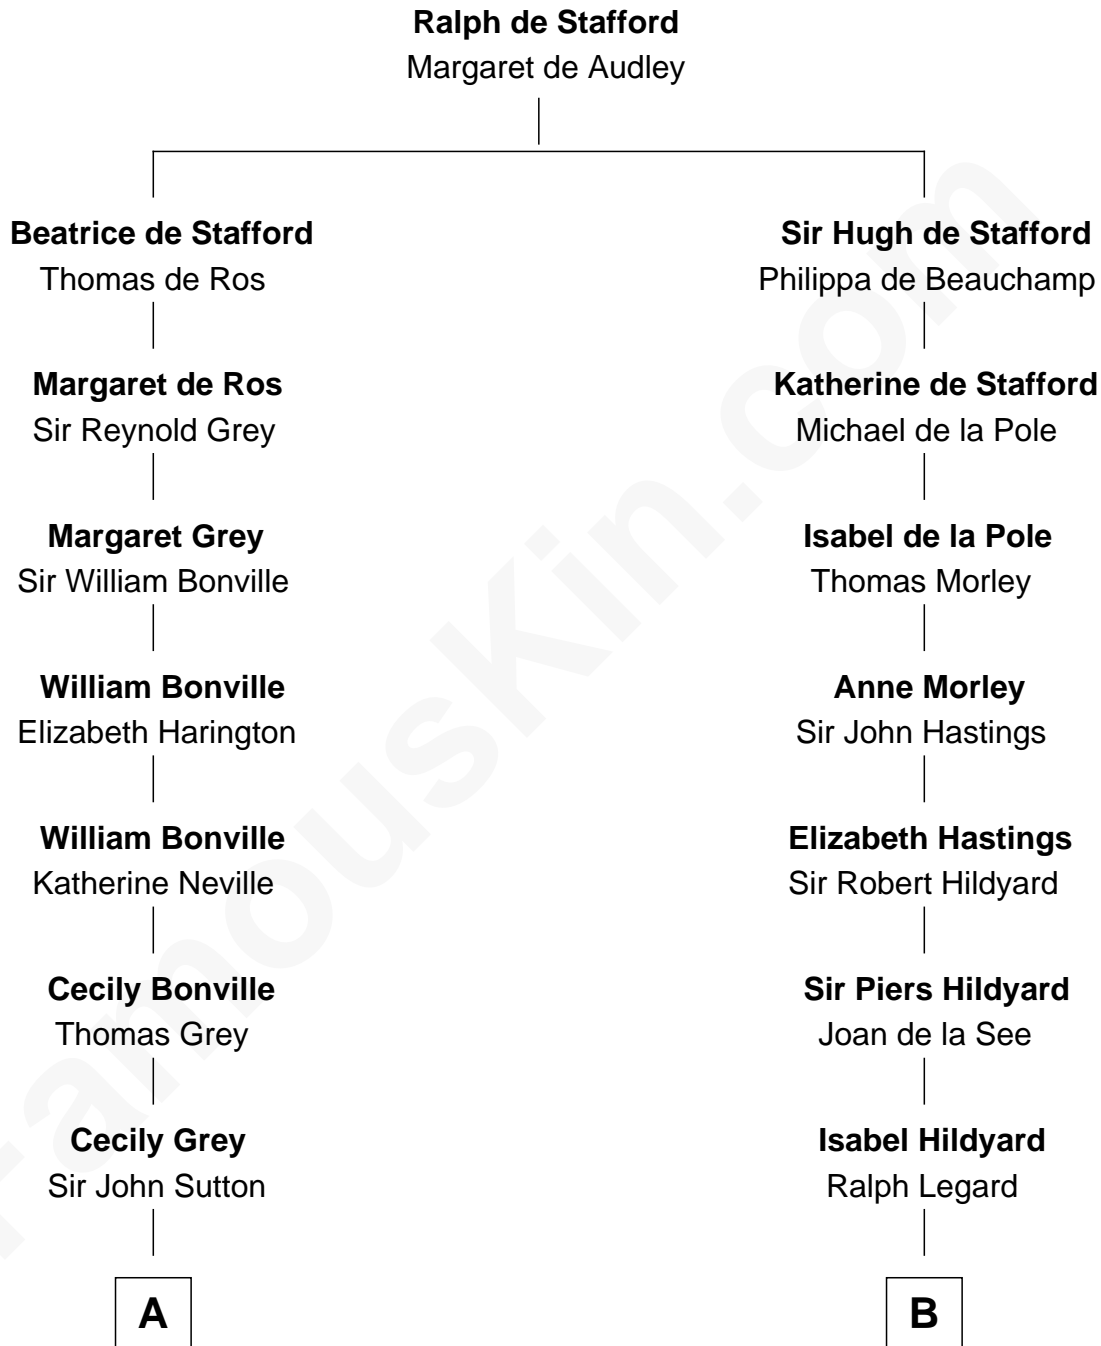 Ralph de Stafford
Margaret de Audley
Beatrice de Stafford
Thomas de Ros
Sir Hugh de Stafford
Philippa de Beauchamp
Margaret de Ros
Sir Reynold Grey
Katherine de Stafford
Michael de la Pole
Margaret Grey
Sir William Bonville
Isabel de la Pole
Thomas Morley
William Bonville
Elizabeth Harington
Anne Morley
Sir John Hastings
William Bonville
Katherine Neville
Elizabeth Hastings
Sir Robert Hildyard
Cecily Bonville
Thomas Grey
Sir Piers Hildyard
Joan de la See
Cecily Grey
Sir John Sutton
Isabel Hildyard
Ralph Legard
A
B
FamousKin.com